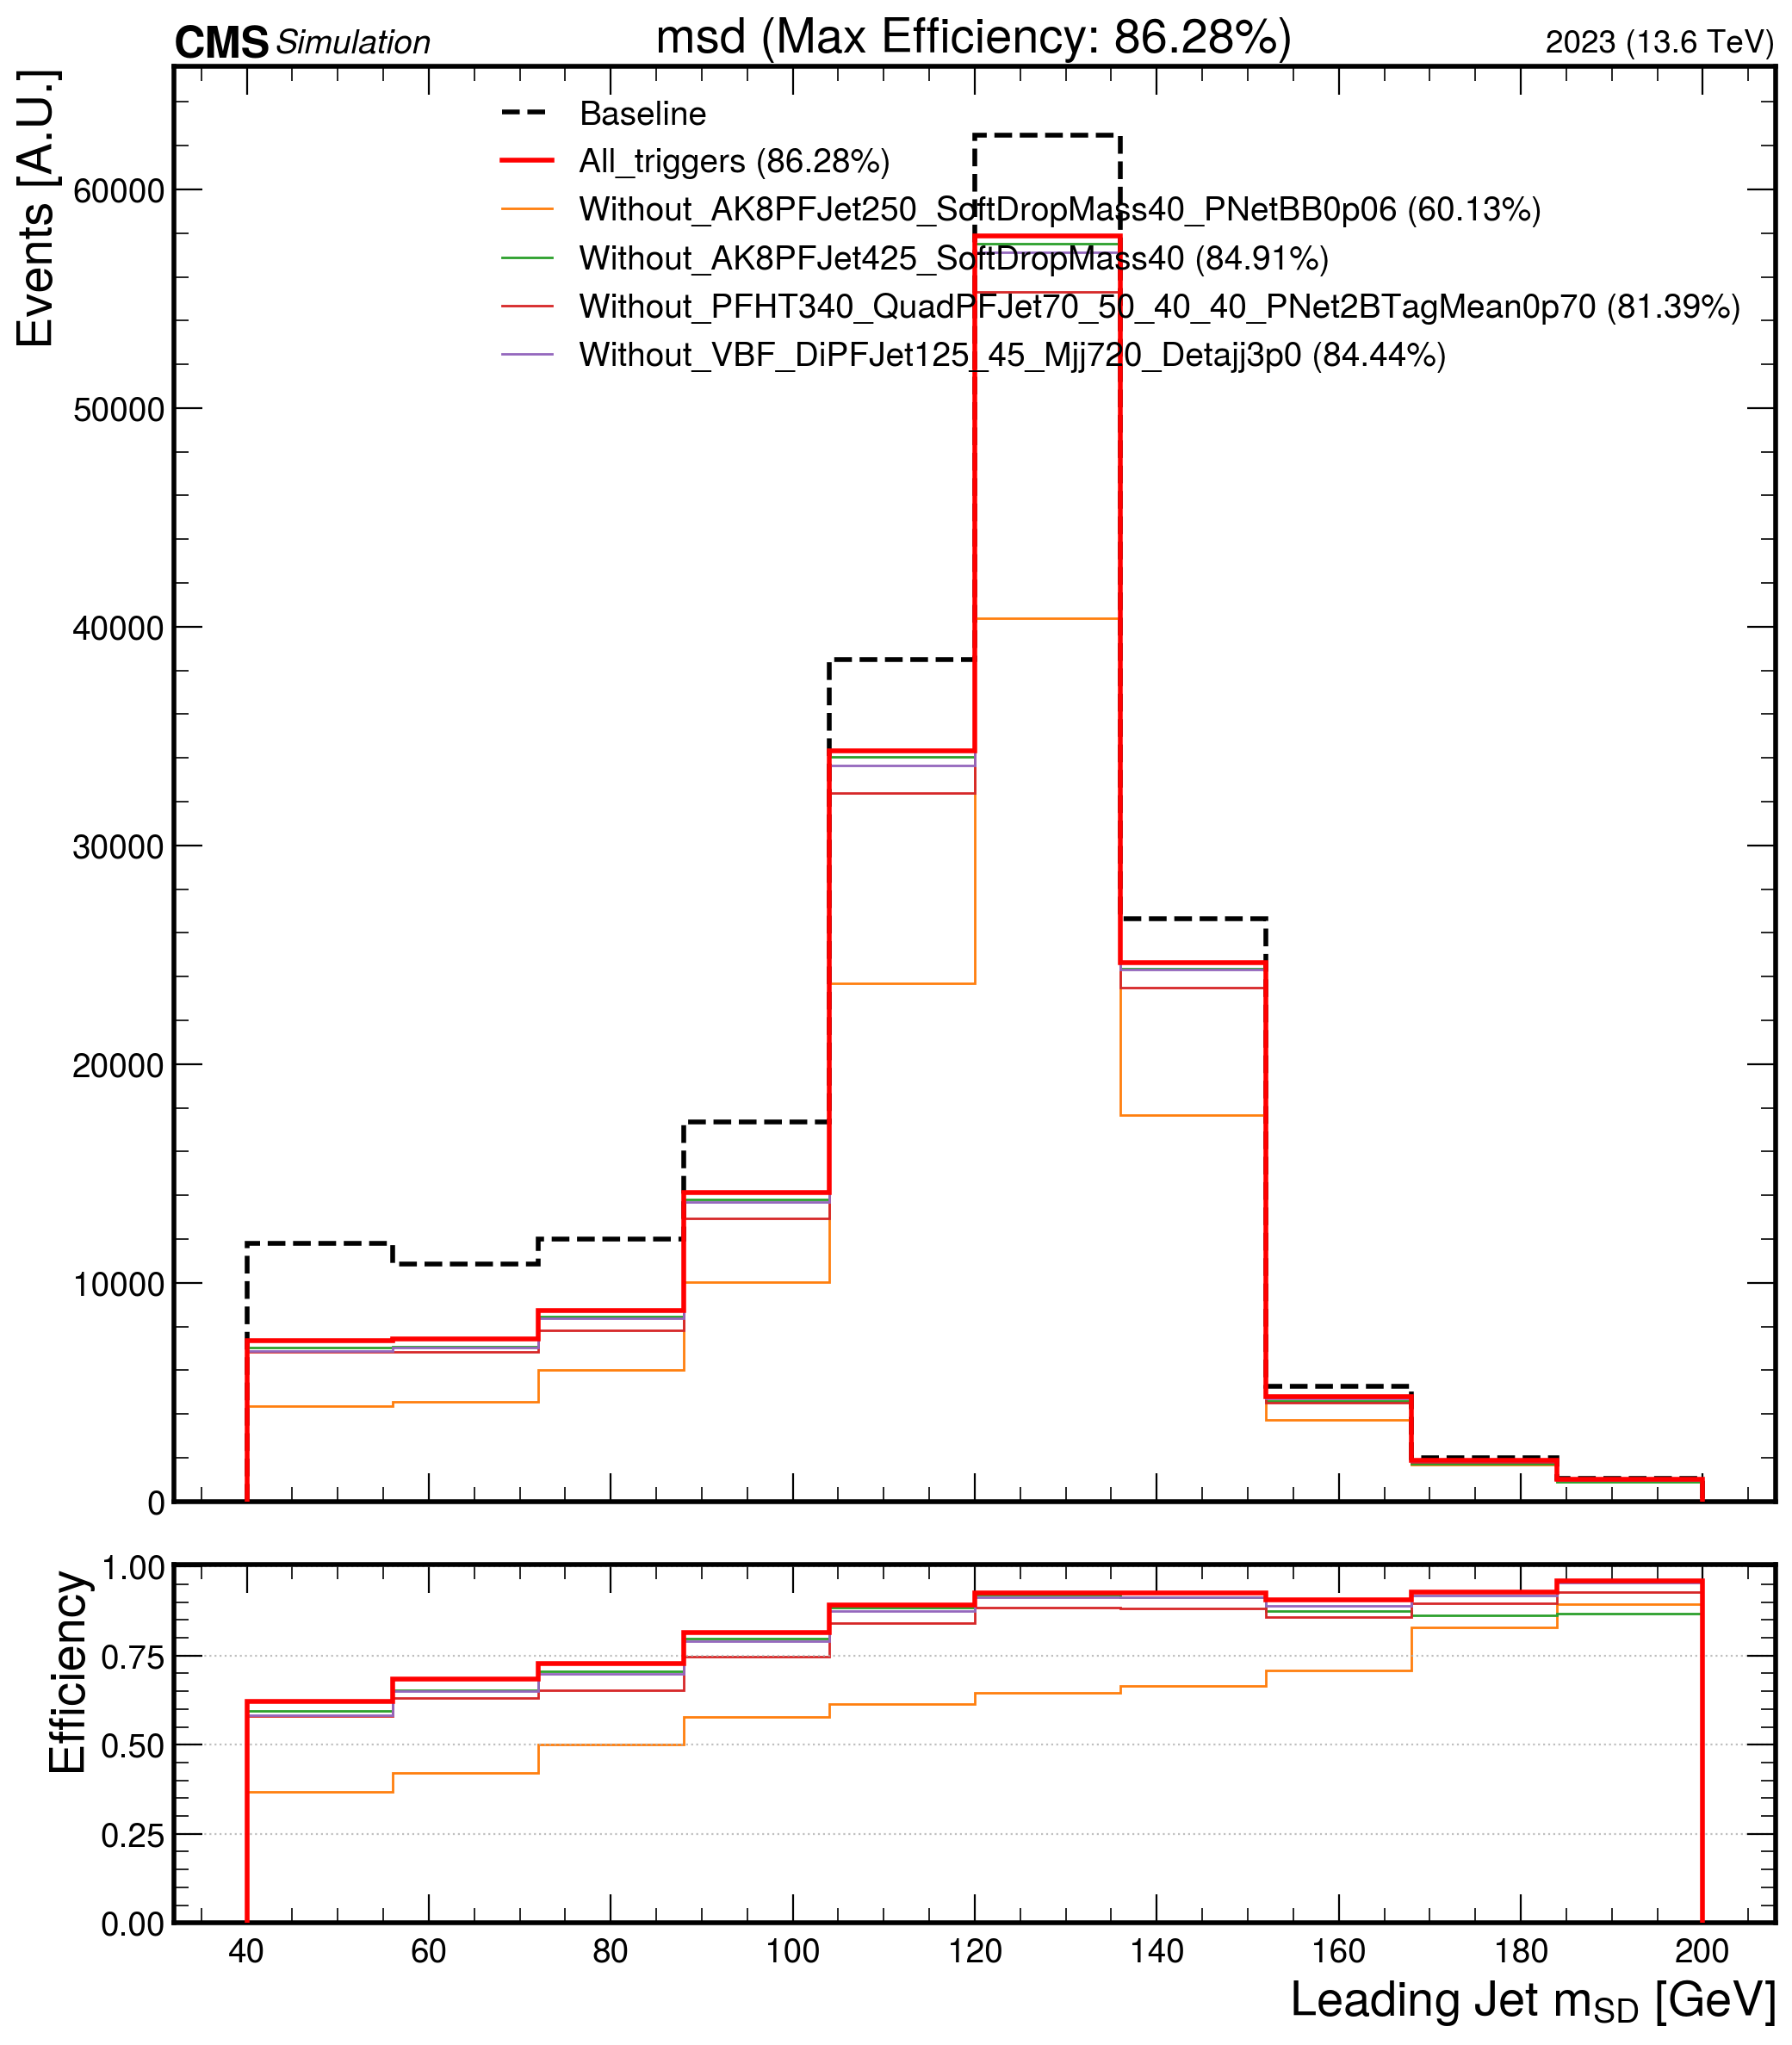 CMS Simulation msd (Max Efficiency: 86.28%) 2023 (13.6 TeV)
Events [A.U.]
Baseline
All_triggers (86.28%)
Without_AK8PFJet250_SoftDropMass40_PNetBB0p06 (60.13%)
Without_AK8PFJet425_SoftDropMass40 (84.91%)
Without_PFHT340_QuadPFJet70_50_40_40_PNet2BTagMean0p70 (81.39%)
Without_VBF_DiPFJet125_45_Mjj720_Detajj3p0 (84.44%)
60000
50000
40000
30000
20000
10000
0
Efficiency
1.00
0.75
0.50
0.25
0.00
40 60 80 100 120 140 160 180 200
Leading Jet mSD [GeV]